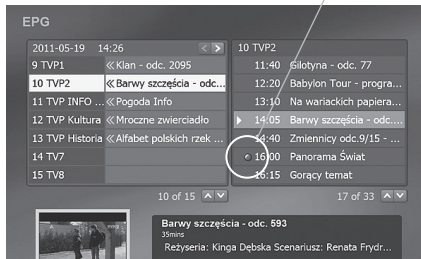 EPG
2011-05-19 14:26
9 TVP1 «Klan - odc. 2095
10 TVP2 «Barwy szczęścia - odc...
11 TVP INFO ... «Pogoda Info
12 TVP Kultura «Mroczne zwierciadło
13 TVP Historia «Alfabet polskich rzek ...
14 TV7
15 TV8
10 of 15
10 TVP2
11:40 Gilotyna - odc. 77
12:20 Babylon Tour - progra...
13:10 Na wariackich papiera...
14:05 Barwy szczęścia - odc....
14:40 Zmiennicy odc.9/15 - ...
16:00 Panorama Świat
16:15 Gorący temat
17 of 33
Barwy szczęścia - odc. 593
35mins
Reżyseria: Kinga Dębska Scenariusz: Renata Frydr...